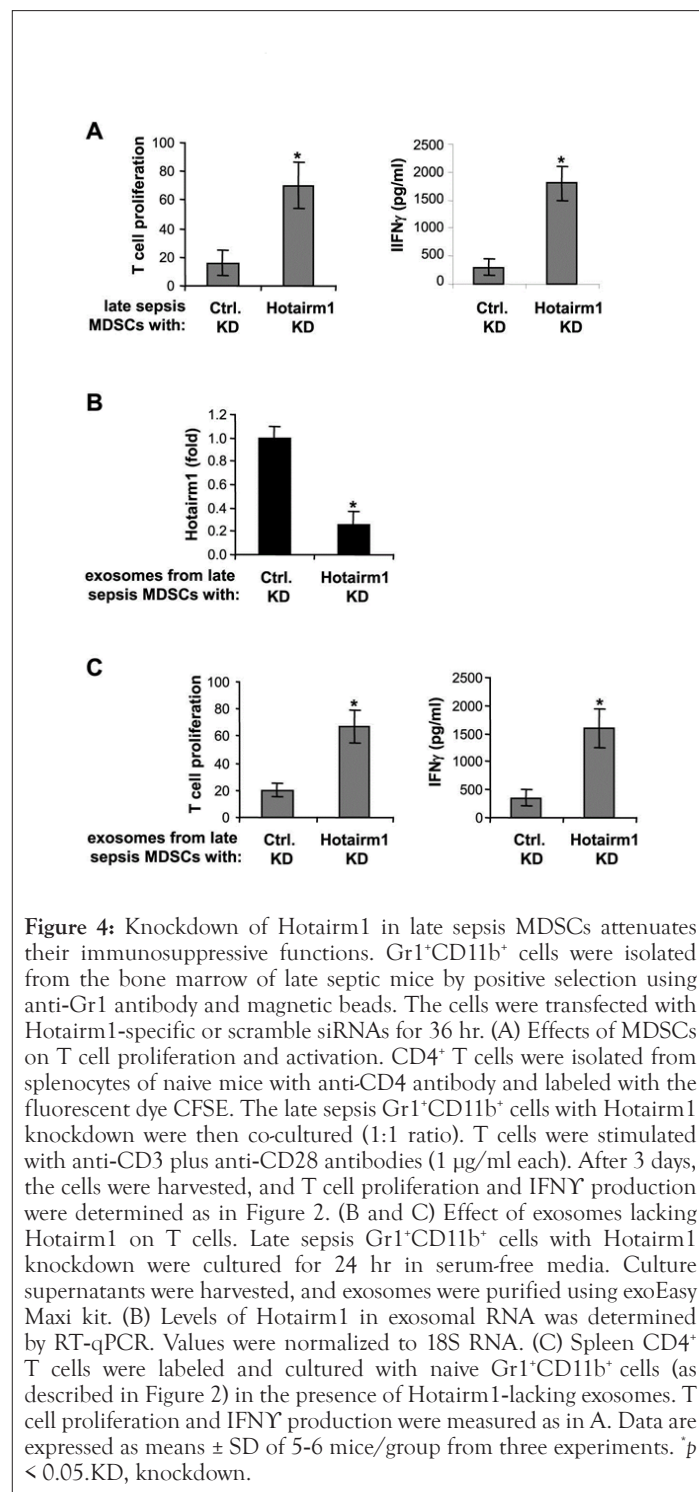 A
T cell proliferation
100
80
60
40
20
0
*
late sepsis
MDSCs with:
Ctrl.
KD
Hotairm1
KD
IIFNγ (pg/ml)
2500
2000
1500
1000
500
0
*
Ctrl.
KD
Hotairm1
KD
B
Hotairm1 (fold)
1.2
1.0
0.8
0.6
0.4
0.2
0.0
*
exosomes from late
sepsis MDSCs with:
Ctrl.
KD
Hotairm1
KD
C
T cell proliferation
100
80
60
40
20
0
*
exosomes from late
sepsis MDSCs with:
Ctrl.
KD
Hotairm1
KD
IFNγ (pg/ml)
2500
2000
1500
1000
500
0
*
Ctrl.
KD
Hotairm1
KD
Figure 4: Knockdown of Hotairm1 in late sepsis MDSCs attenuates
their immunosuppressive functions. Gr1⁺CD11b⁺ cells were isolated
from the bone marrow of late septic mice by positive selection using
anti-Gr1 antibody and magnetic beads. The cells were transfected with
Hotairm1-specific or scramble siRNAs for 36 hr. (A) Effects of MDSCs
on T cell proliferation and activation. CD4⁺ T cells were isolated from
splenocytes of naive mice with anti-CD4 antibody and labeled with the
fluorescent dye CFSE. The late sepsis Gr1⁺CD11b⁺ cells with Hotairm1
knockdown were then co-cultured (1:1 ratio). T cells were stimulated
with anti-CD3 plus anti-CD28 antibodies (1 µg/ml each). After 3 days,
the cells were harvested, and T cell proliferation and IFNϒ production
were determined as in Figure 2. (B and C) Effect of exosomes lacking
Hotairm1 on T cells. Late sepsis Gr1⁺CD11b⁺ cells with Hotairm1
knockdown were cultured for 24 hr in serum-free media. Culture
supernatants were harvested, and exosomes were purified using exoEasy
Maxi kit. (B) Levels of Hotairm1 in exosomal RNA was determined
by RT-qPCR. Values were normalized to 18S RNA. (C) Spleen CD4⁺
T cells were labeled and cultured with naive Gr1⁺CD11b⁺ cells (as
described in Figure 2) in the presence of Hotairm1-lacking exosomes. T
cell proliferation and IFNϒ production were measured as in A. Data are
expressed as means ± SD of 5-6 mice/group from three experiments. *p
< 0.05.KD, knockdown.